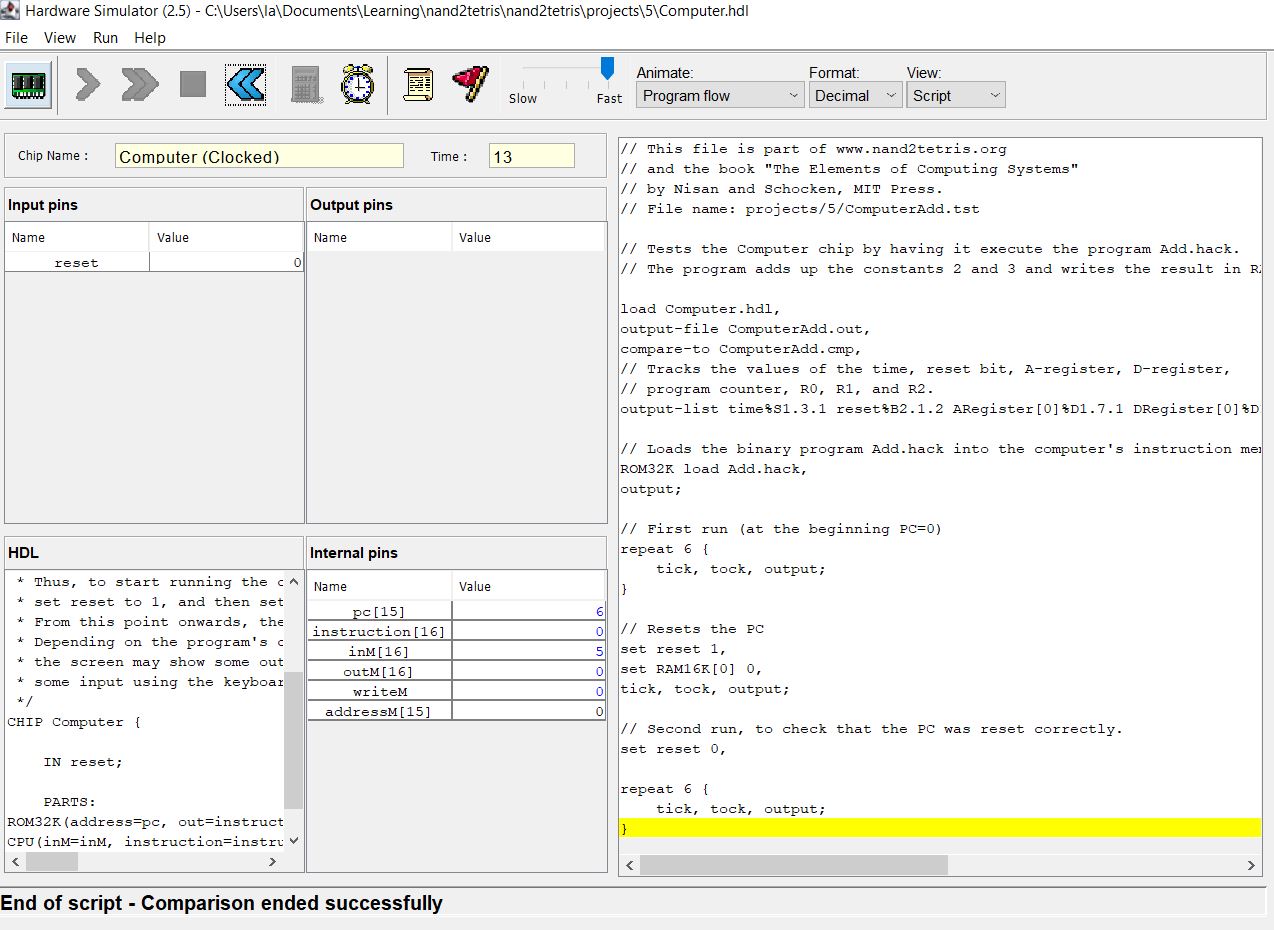 Hardware Simulator (2.5) - C:\Users\la\Documents\Learning\nand2tetris\nand2tetris\projects\5\Computer.hdl
File View Run Help
Slow Fast
Animate: Format: View:
Program flow Decimal Script
Chip Name : Computer (Clocked) Time : 13
Input pins
Name Value
reset 0
Output pins
Name Value
HDL
* Thus, to start running the c
* set reset to 1, and then set
* From this point onwards, the
* Depending on the program's c
* the screen may show some out
* some input using the keyboar
*/
CHIP Computer {
IN reset;
PARTS:
ROM32K(address=pc, out=instruct
CPU(inM=inM, instruction=instru
Internal pins
Name Value
pc[15] 6
instruction[16] 0
inM[16] 5
outM[16] 0
writeM 0
addressM[15] 0
// This file is part of www.nand2tetris.org
// and the book "The Elements of Computing Systems"
// by Nisan and Schocken, MIT Press.
// File name: projects/5/ComputerAdd.tst
// Tests the Computer chip by having it execute the program Add.hack.
// The program adds up the constants 2 and 3 and writes the result in R
load Computer.hdl,
output-file ComputerAdd.out,
compare-to ComputerAdd.cmp,
// Tracks the values of the time, reset bit, A-register, D-register,
// program counter, R0, R1, and R2.
output-list time%S1.3.1 reset%B2.1.2 ARegister[0]%D1.7.1 DRegister[0]%D
// Loads the binary program Add.hack into the computer's instruction me
ROM32K load Add.hack,
output;
// First run (at the beginning PC=0)
repeat 6 {
tick, tock, output;
}
// Resets the PC
set reset 1,
set RAM16K[0] 0,
tick, tock, output;
// Second run, to check that the PC was reset correctly.
set reset 0,
repeat 6 {
tick, tock, output;
}
End of script - Comparison ended successfully